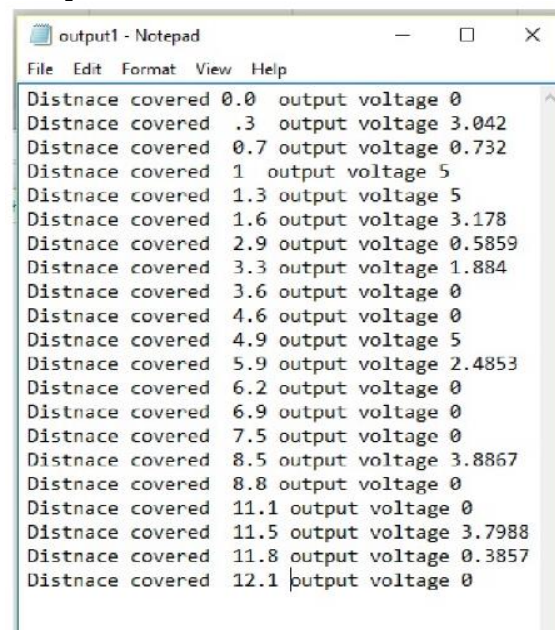 output1 - Notepad
File Edit Format View Help
Distnace covered 0.0 output voltage 0
Distnace covered .3 output voltage 3.042
Distnace covered 0.7 output voltage 0.732
Distnace covered 1 output voltage 5
Distnace covered 1.3 output voltage 5
Distnace covered 1.6 output voltage 3.178
Distnace covered 2.9 output voltage 0.5859
Distnace covered 3.3 output voltage 1.884
Distnace covered 3.6 output voltage 0
Distnace covered 4.6 output voltage 0
Distnace covered 4.9 output voltage 5
Distnace covered 5.9 output voltage 2.4853
Distnace covered 6.2 output voltage 0
Distnace covered 6.9 output voltage 0
Distnace covered 7.5 output voltage 0
Distnace covered 8.5 output voltage 3.8867
Distnace covered 8.8 output voltage 0
Distnace covered 11.1 output voltage 0
Distnace covered 11.5 output voltage 3.7988
Distnace covered 11.8 output voltage 0.3857
Distnace covered 12.1 output voltage 0